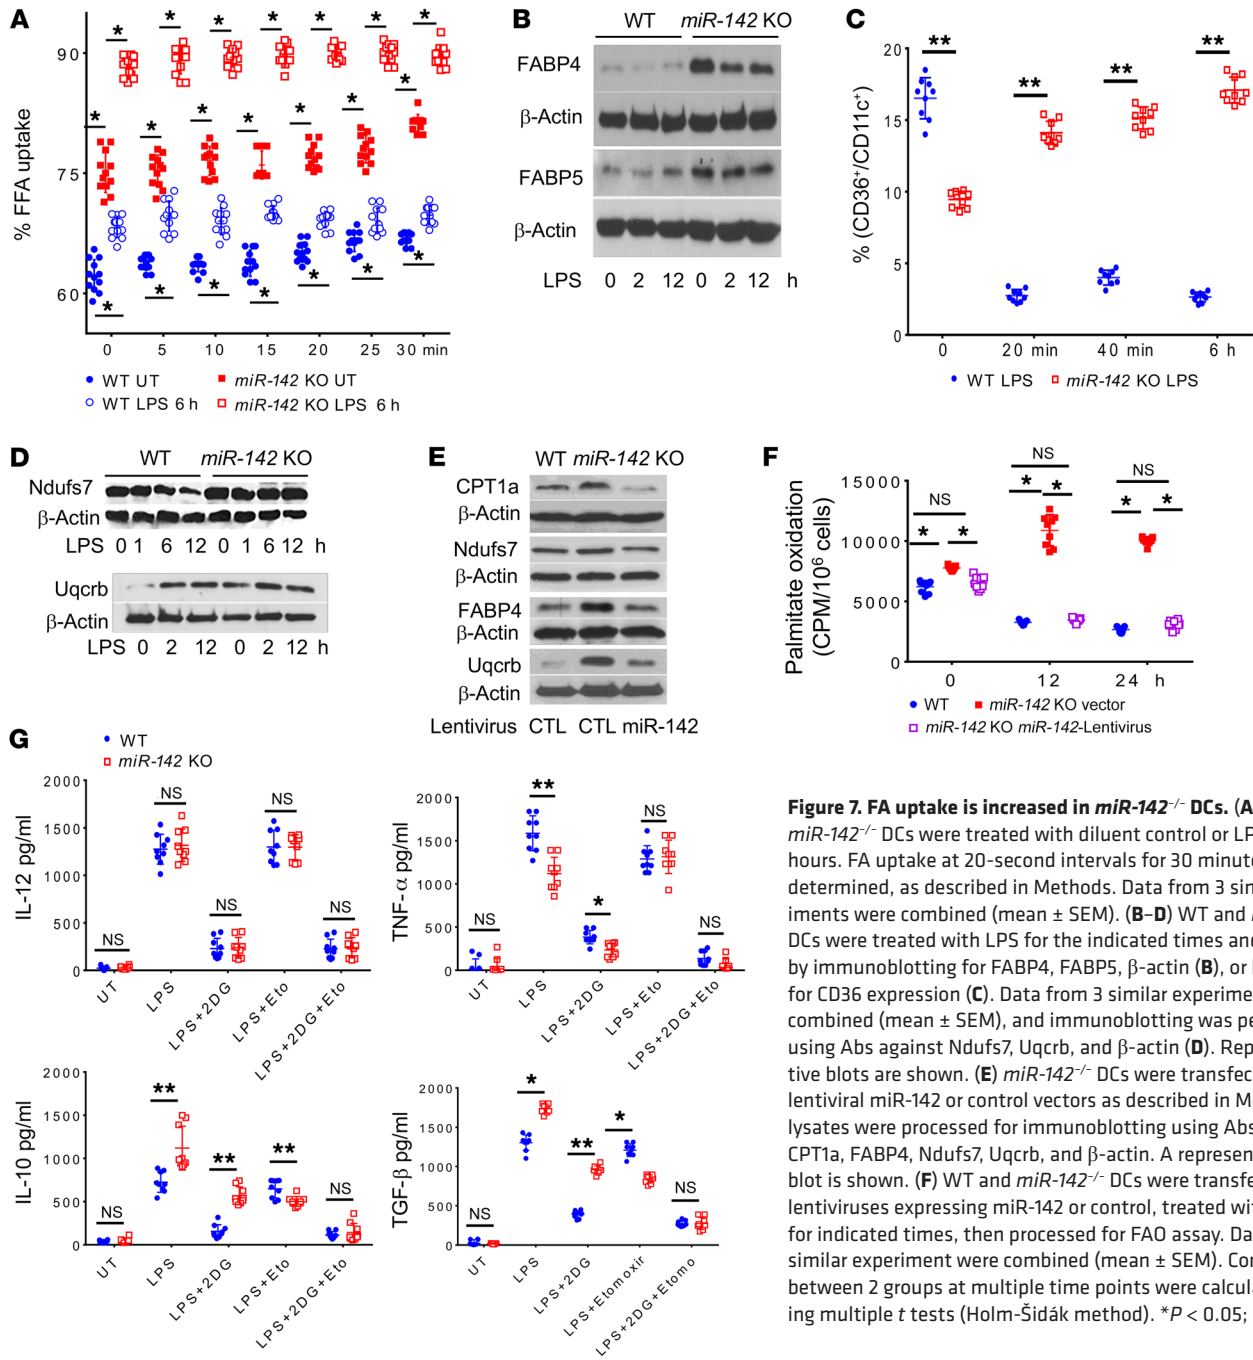 A
% FFA uptake
90
75
60
* * * * * * *
* * * * * * *
* * * * * * *
0 5 10 15 20 25 30 min
WT UT
miR-142 KO UT
WT LPS 6 h
miR-142 KO LPS 6 h
B
WT miR-142 KO
FABP4
β-Actin
FABP5
β-Actin
LPS 0 2 12 0 2 12 h
C
% (CD36+/CD11c+)
20
15
10
5
0
** ** ** **
0 20 min 40 min 6 h
WT LPS miR-142 KO LPS
D
WT miR-142 KO
Ndufs7
β-Actin
LPS 0 1 6 12 0 1 6 12 h
Uqcrb
β-Actin
LPS 0 2 12 0 2 12 h
E
WT miR-142 KO
CPT1a
β-Actin
Ndufs7
β-Actin
FABP4
β-Actin
Uqcrb
β-Actin
Lentivirus CTL CTL miR-142
F
Palmitate oxidation
(CPM/10⁶ cells)
15000
10000
5000
0
NS NS NS
* * * * * *
0 12 24 h
WT miR-142 KO vector
miR-142 KO miR-142-Lentivirus
G
WT
miR-142 KO
IL-12 pg/ml
2000
1500
1000
500
0
NS NS NS NS NS
UT LPS LPS+2DG LPS+Eto LPS+2DG+Eto
TNF-α pg/ml
2000
1500
1000
500
0
NS ** * NS NS
UT LPS LPS+2DG LPS+Eto LPS+2DG+Eto
IL-10 pg/ml
2000
1500
1000
500
0
NS ** ** ** NS
UT LPS LPS+2DG LPS+Eto LPS+2DG+Eto
TGF-β pg/ml
2000
1500
1000
500
0
NS * ** * NS
UT LPS LPS+2DG LPS+Etomoxir LPS+2DG+Etomo
Figure 7. FA uptake is increased in miR-142–/– DCs. (A
miR-142–/– DCs were treated with diluent control or LP
hours. FA uptake at 20-second intervals for 30 minute
determined, as described in Methods. Data from 3 sim
iments were combined (mean ± SEM). (B–D) WT and
DCs were treated with LPS for the indicated times and
by immunoblotting for FABP4, FABP5, β-actin (B), or
for CD36 expression (C). Data from 3 similar experime
combined (mean ± SEM), and immunoblotting was pe
using Abs against Ndufs7, Uqcrb, and β-actin (D). Rep
tive blots are shown. (E) miR-142–/– DCs were transfec
lentiviral miR-142 or control vectors as described in Me
lysates were processed for immunoblotting using Abs
CPT1a, FABP4, Ndufs7, Uqcrb, and β-actin. A represen
blot is shown. (F) WT and miR-142–/– DCs were transfe
lentiviruses expressing miR-142 or control, treated wit
for indicated times, then processed for FAO assay. Da
similar experiment were combined (mean ± SEM). Co
between 2 groups at multiple time points were calcula
ing multiple t tests (Holm-Šidák method). *P < 0.05;